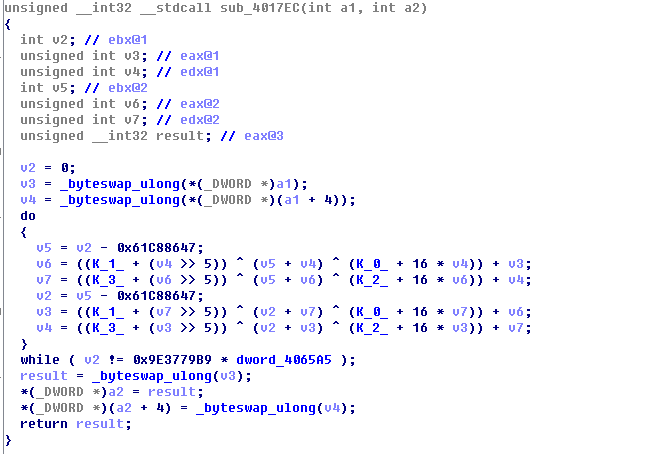 unsigned __int32 __stdcall sub_4017EC(int a1, int a2)
{
  int v2; // ebx@1
  unsigned int v3; // eax@1
  unsigned int v4; // edx@1
  int v5; // ebx@2
  unsigned int v6; // eax@2
  unsigned int v7; // edx@2
  unsigned __int32 result; // eax@3

  v2 = 0;
  v3 = _byteswap_ulong(*(_DWORD *)a1);
  v4 = _byteswap_ulong(*(_DWORD *)(a1 + 4));
  do
  {
    v5 = v2 - 0x61C88647;
    v6 = ((K_1_ + (v4 >> 5)) ^ (v5 + v4) ^ (K_0_ + 16 * v4)) + v3;
    v7 = ((K_3_ + (v6 >> 5)) ^ (v5 + v6) ^ (K_2_ + 16 * v6)) + v4;
    v2 = v5 - 0x61C88647;
    v3 = ((K_1_ + (v7 >> 5)) ^ (v2 + v7) ^ (K_0_ + 16 * v7)) + v6;
    v4 = ((K_3_ + (v3 >> 5)) ^ (v2 + v3) ^ (K_2_ + 16 * v3)) + v7;
  }
  while ( v2 != 0x9E3779B9 * dword_4065A5 );
  result = _byteswap_ulong(v3);
  *(_DWORD *)a2 = result;
  *(_DWORD *)(a2 + 4) = _byteswap_ulong(v4);
  return result;
}